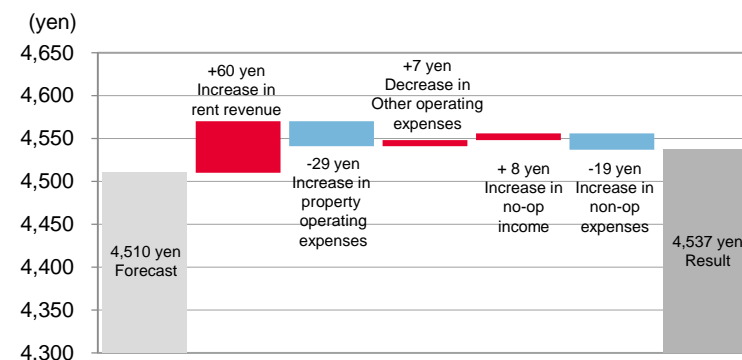 (yen)
4,650
4,600
4,550
4,500
4,450
4,400
4,350
4,300
4,510 yen
Forecast
+60 yen
Increase in
rent revenue
-29 yen
Increase in
property
operating
expenses
+7 yen
Decrease in
Other operating
expenses
+ 8 yen
Increase in
no-op
income
-19 yen
Increase in
non-op
expenses
4,537 yen
Result